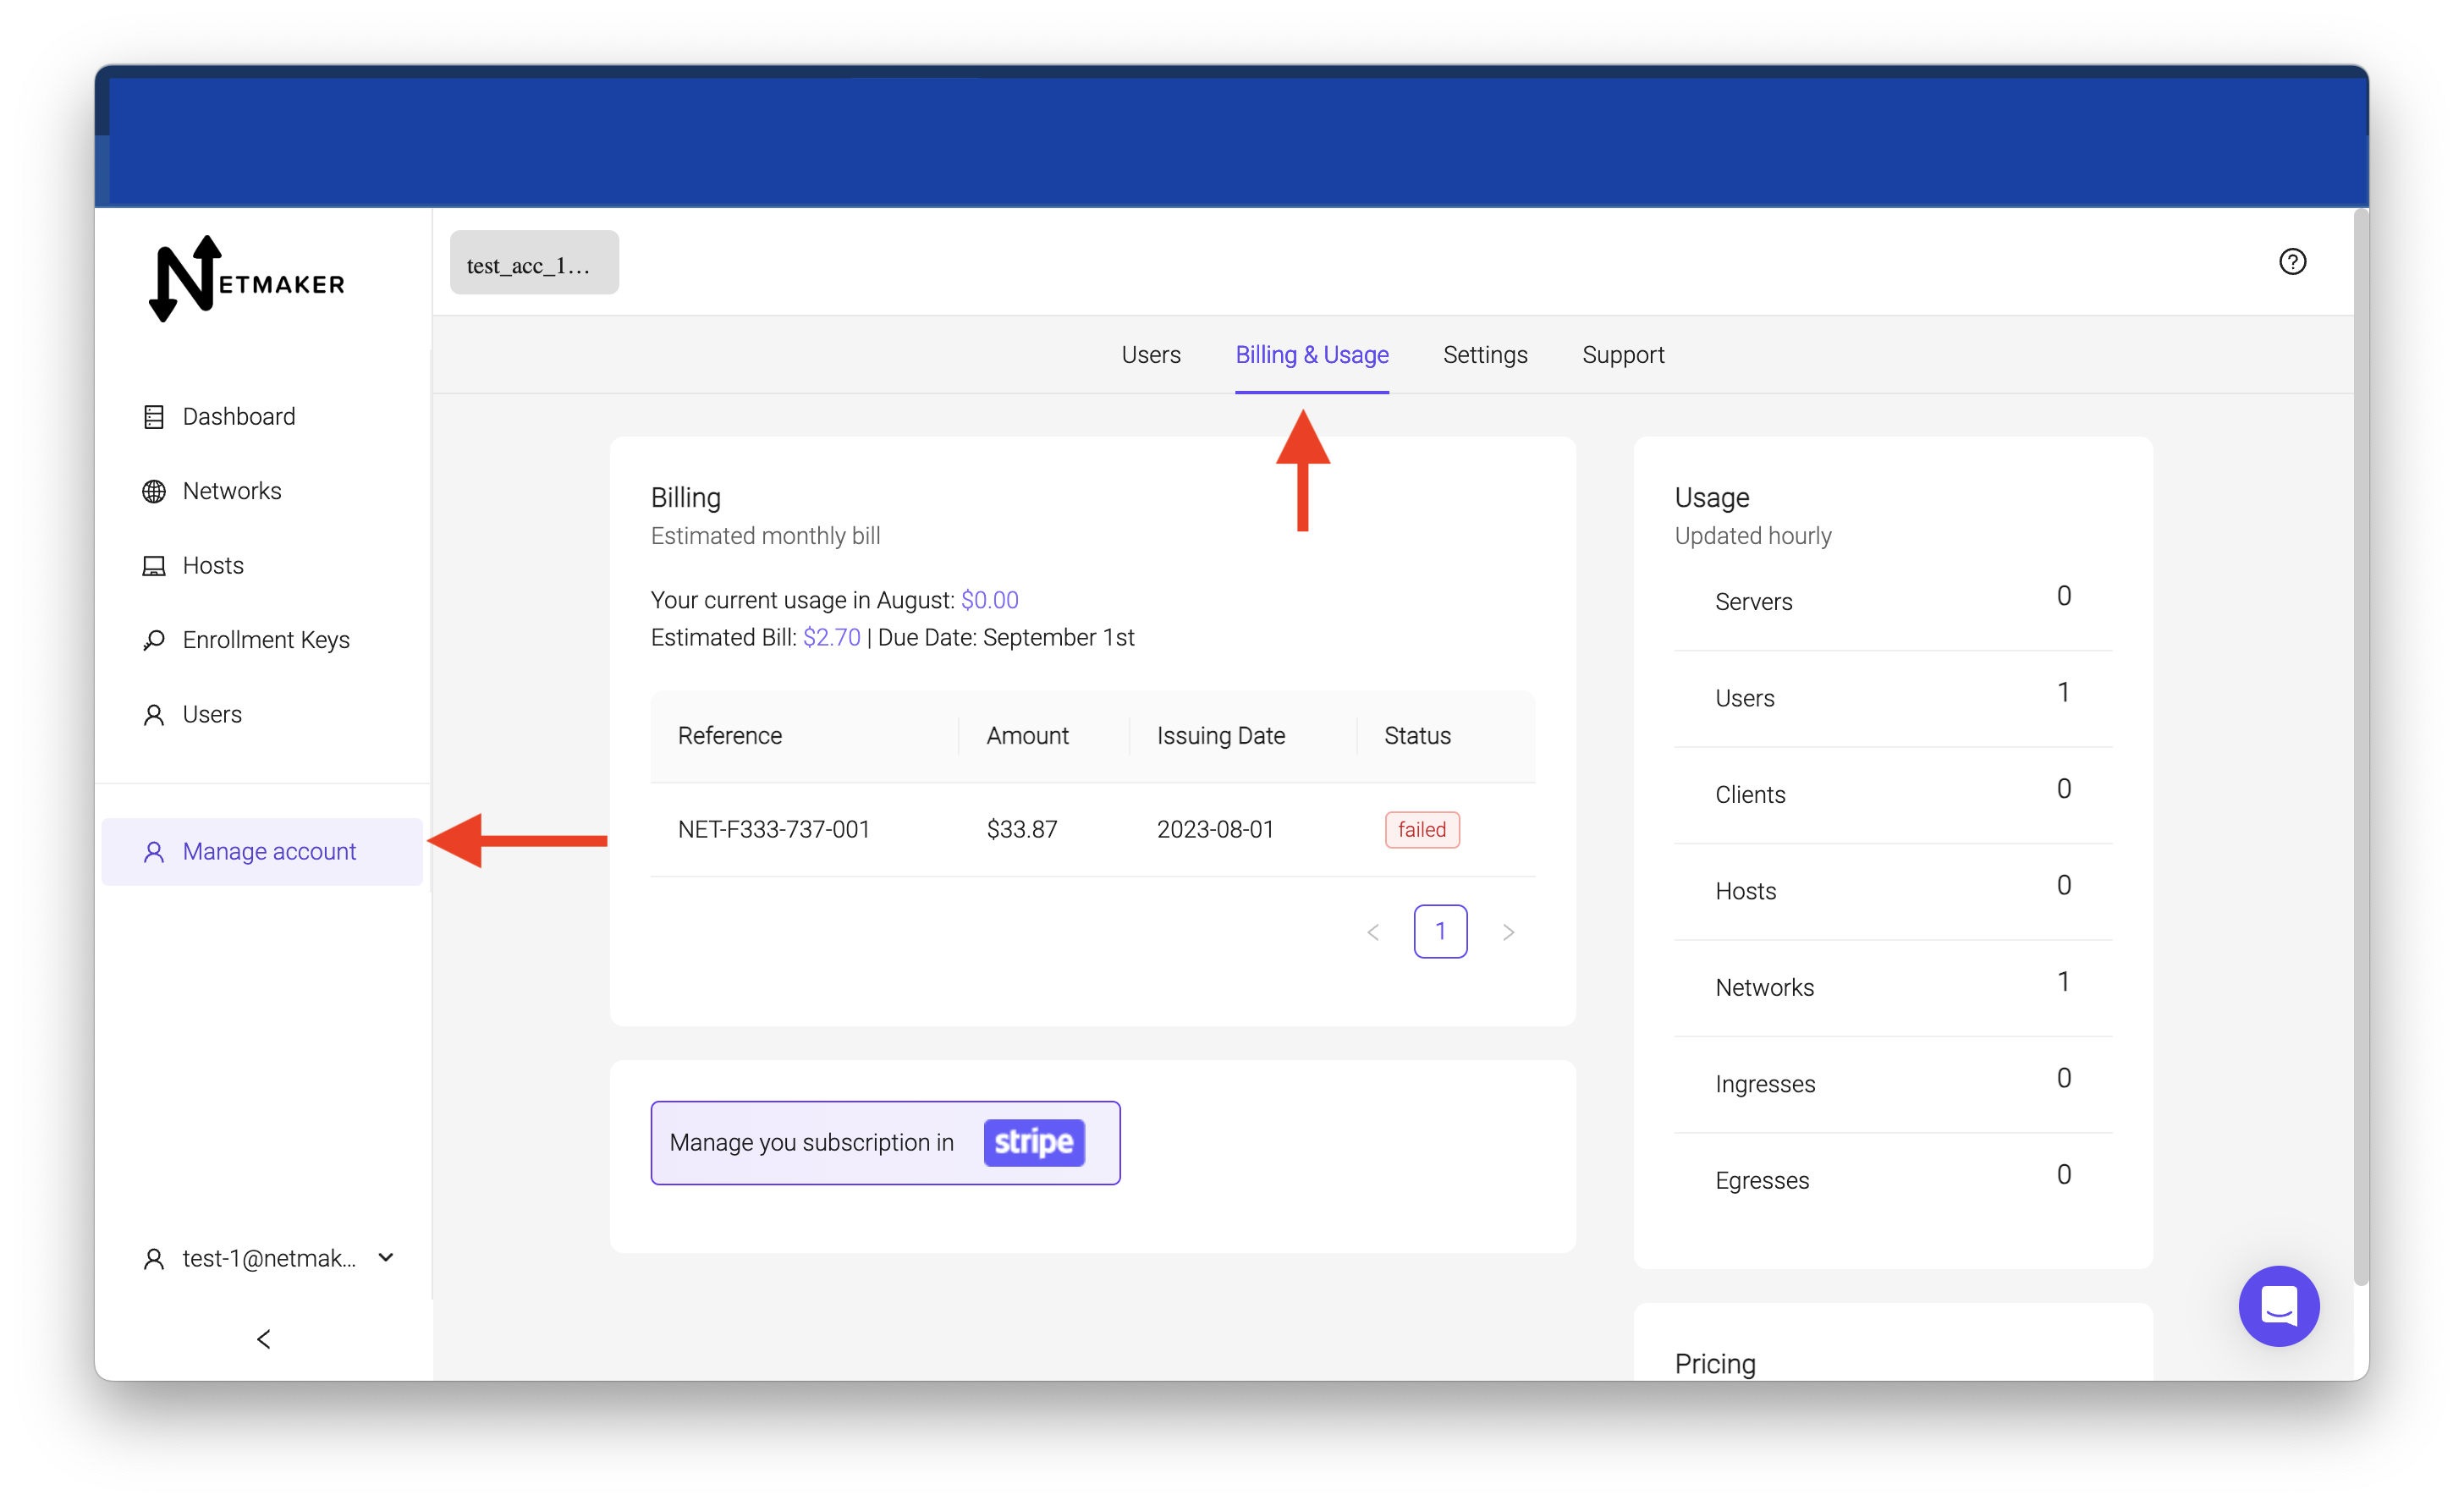 NETMAKER
test_acc_1...
Dashboard
Networks
Hosts
Enrollment Keys
Users
Manage account
test-1@netmak...
Users
Billing & Usage
Settings
Support
Billing
Estimated monthly bill
Your current usage in August: $0.00
Estimated Bill: $2.70 | Due Date: September 1st
Reference Amount Issuing Date Status
NET-F333-737-001 $33.87 2023-08-01 failed
1
Manage you subscription in stripe
Usage
Updated hourly
Servers 0
Users 1
Clients 0
Hosts 0
Networks 1
Ingresses 0
Egresses 0
Pricing